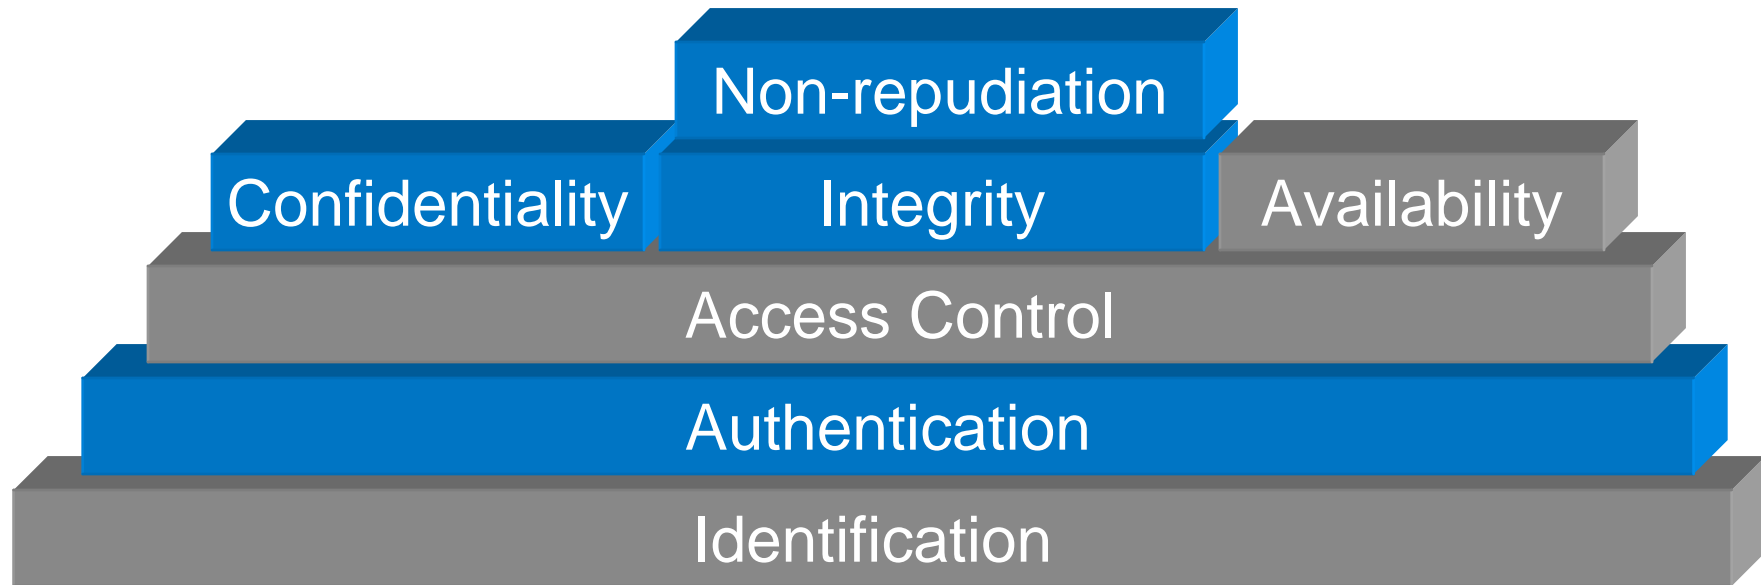 Non-repudiation
Confidentiality
Integrity
Availability
Access Control
Authentication
Identification